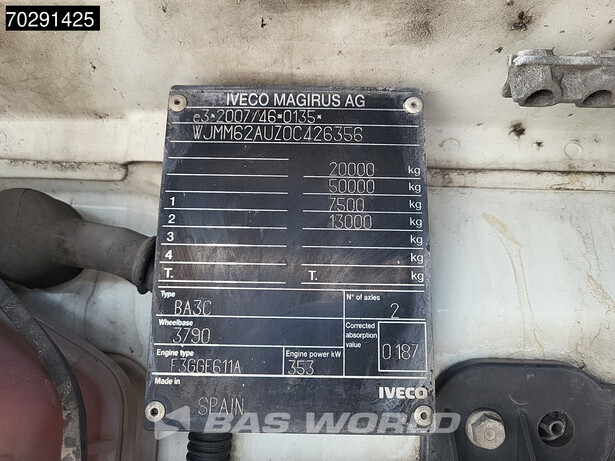 70291425
IVECO MAGIRUS AG
e3*2007/46*0135*
WJMM62AUZ0C426356
20000 kg
50000 kg
1 7500 kg
2 13000 kg
3 kg
4 kg
T. T. kg
Type
BA3C
N° of axles
2
Wheelbase
3790
Corrected absorption value
0.187
Engine type
F3GGE611A
Engine power kW
353
Made in
SPAIN
IVECO
BAS WORLD